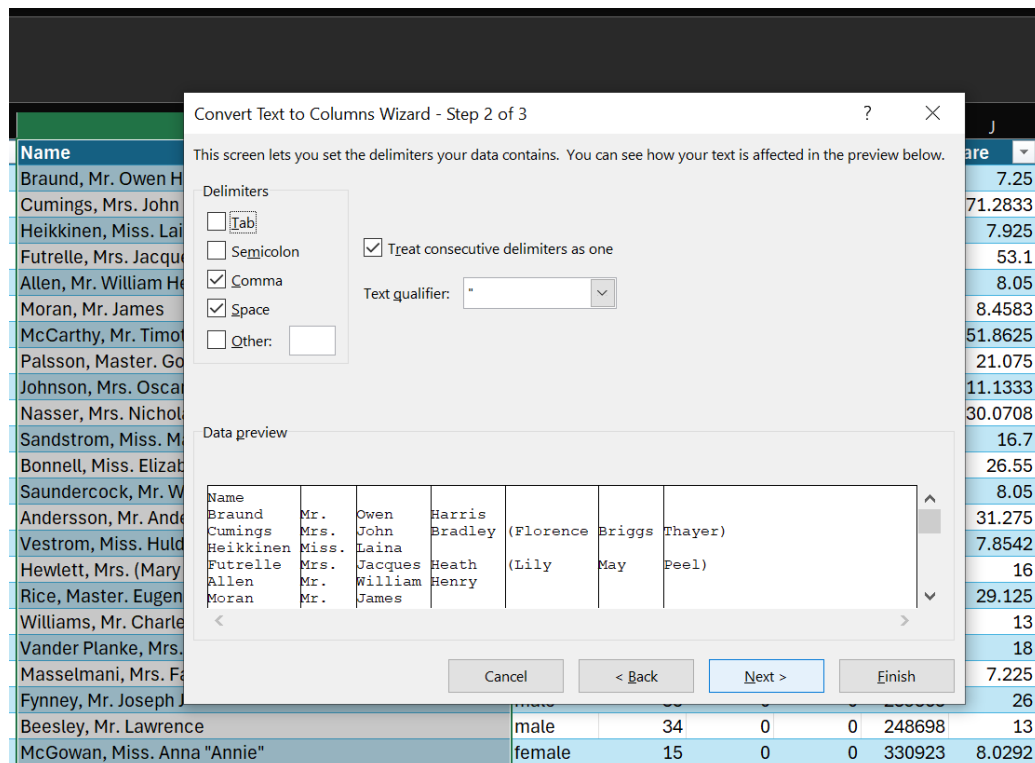 Convert Text to Columns Wizard - Step 2 of 3 ?
This screen lets you set the delimiters your data contains. You can see how your text is affected in the preview below.
Delimiters
Tab
Semicolon
Comma
Space
Other:
Treat consecutive delimiters as one
Text qualifier: "
Data preview
Name
Braund Mr. Owen Harris
Cumings Mrs. John Bradley (Florence Briggs Thayer)
Heikkinen Miss. Laina
Futrelle Mrs. Jacques Heath (Lily May Peel)
Allen Mr. William Henry
Moran Mr. James
Cancel < Back Next > Finish
J
Name are
Braund, Mr. Owen H 7.25
Cumings, Mrs. John 71.2833
Heikkinen, Miss. Lai 7.925
Futrelle, Mrs. Jacque 53.1
Allen, Mr. William He 8.05
Moran, Mr. James 8.4583
McCarthy, Mr. Timot 51.8625
Palsson, Master. Go 21.075
Johnson, Mrs. Oscar 11.1333
Nasser, Mrs. Nichola 30.0708
Sandstrom, Miss. Ma 16.7
Bonnell, Miss. Elizab 26.55
Saundercock, Mr. W 8.05
Andersson, Mr. Ande 31.275
Vestrom, Miss. Huld 7.8542
Hewlett, Mrs. (Mary 16
Rice, Master. Eugen 29.125
Williams, Mr. Charle 13
Vander Planke, Mrs. 18
Masselmani, Mrs. Fa 7.225
Fynney, Mr. Joseph J 26
Beesley, Mr. Lawrence male 34 0 0 248698 13
McGowan, Miss. Anna "Annie" female 15 0 0 330923 8.0292